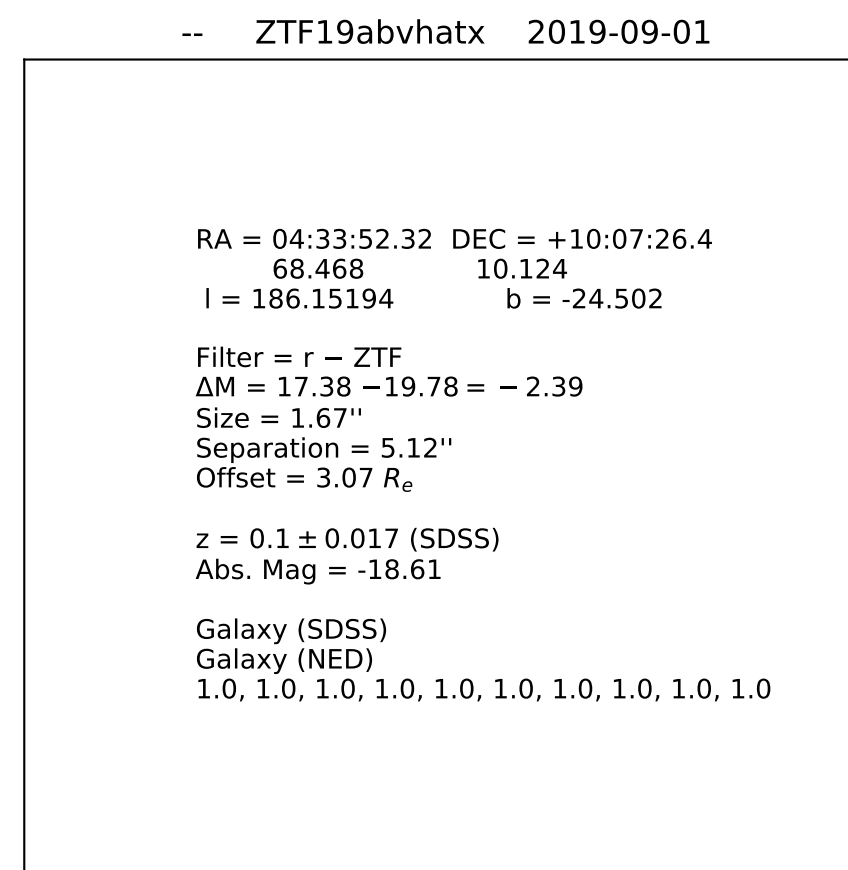 -- ZTF19abvhatx 2019-09-01
RA = 04:33:52.32 DEC = +10:07:26.4
68.468 10.124
l = 186.15194 b = -24.502
Filter = r − ZTF
ΔM = 17.38 −19.78 = − 2.39
Size = 1.67''
Separation = 5.12''
Offset = 3.07 Re
z = 0.1 ± 0.017 (SDSS)
Abs. Mag = -18.61
Galaxy (SDSS)
Galaxy (NED)
1.0, 1.0, 1.0, 1.0, 1.0, 1.0, 1.0, 1.0, 1.0, 1.0